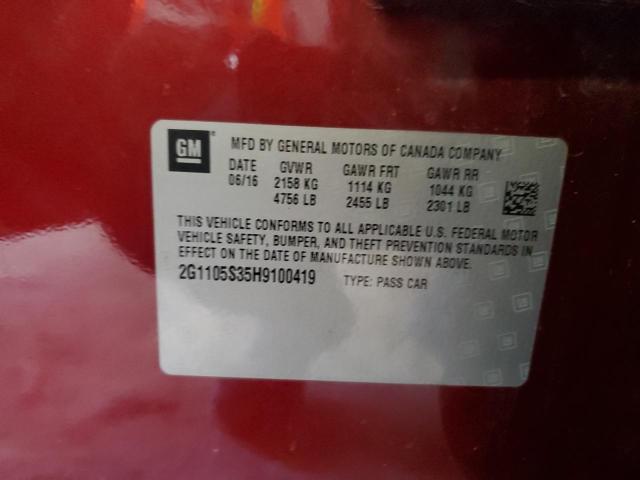 GM ® MFD BY GENERAL MOTORS OF CANADA COMPANY
DATE GVWR GAWR FRT GAWR RR
06/16 2158 KG 1114 KG 1044 KG
4756 LB 2455 LB 2301 LB
THIS VEHICLE CONFORMS TO ALL APPLICABLE U.S. FEDERAL MOTOR
VEHICLE SAFETY, BUMPER, AND THEFT PREVENTION STANDARDS IN
EFFECT ON THE DATE OF MANUFACTURE SHOWN ABOVE.
2G1105S35H9100419 TYPE: PASS CAR